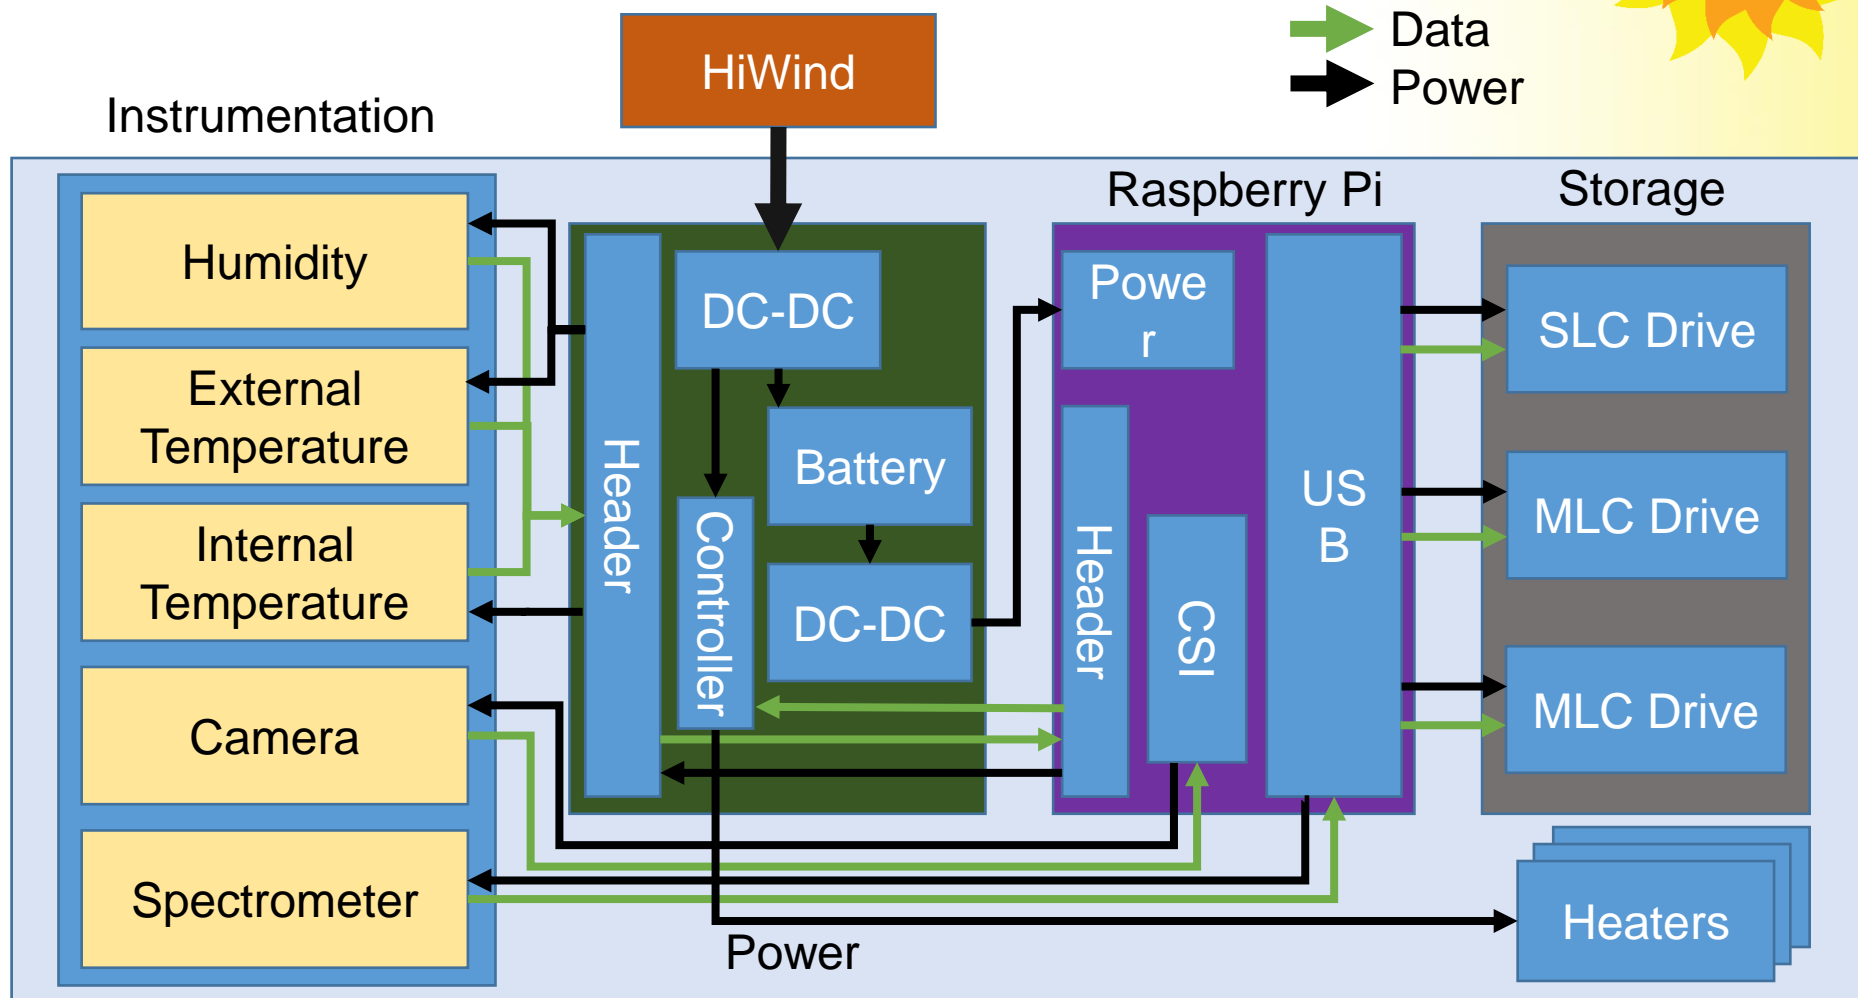 Data
Power
HiWind
Instrumentation
Raspberry Pi
Storage
Humidity
External
Temperature
Internal
Temperature
Camera
Spectrometer
Header
DC-DC
Battery
Controller
DC-DC
Powe
r
Header
CSI
US
B
SLC Drive
MLC Drive
MLC Drive
Heaters
Power